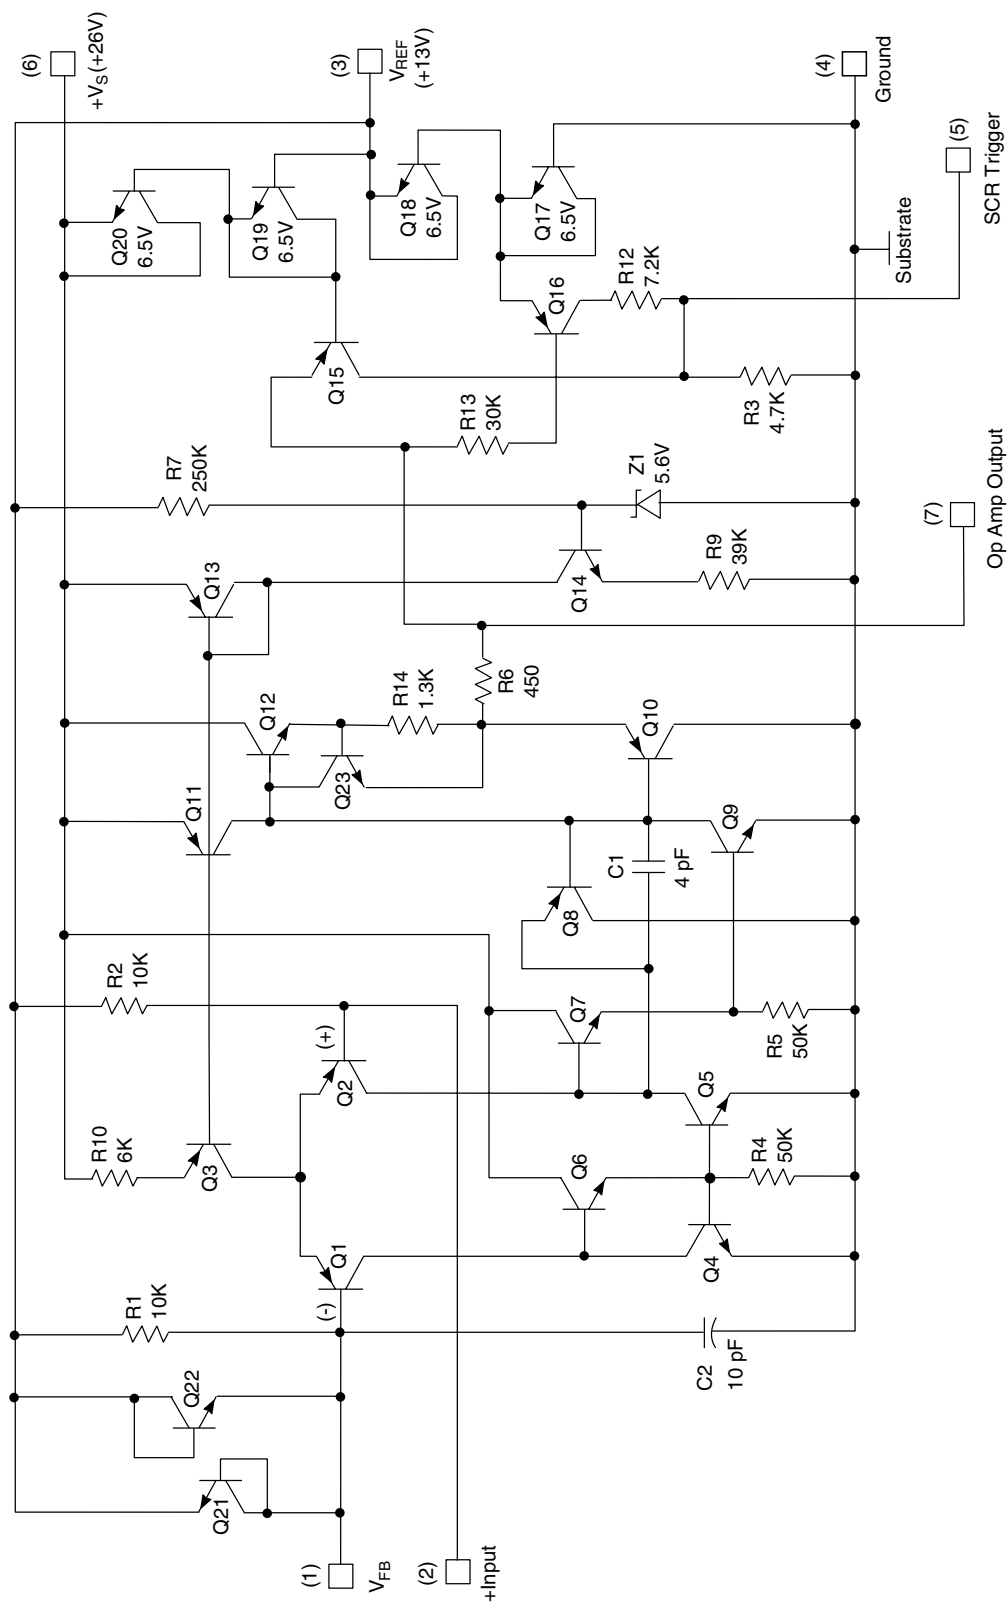 (6)
+VS (+26V)
(3)
VREF
(+13V)
(4)
Ground
(5)
SCR Trigger
Substrate
(7)
Op Amp Output
Q20
6.5V
Q19
6.5V
Q18
6.5V
Q17
6.5V
Q16
R12
7.2K
Q15
R13
30K
R3
4.7K
R7
250K
Z1
5.6V
Q13
Q14
R9
39K
Q12
R14
1.3K
Q23
R6
450
Q10
Q11
C1
4 pF
Q9
Q8
R2
10K
(+)
Q2
Q7
R5
50K
Q5
R10
6K
Q3
Q6
R4
50K
Q4
Q1
(-)
R1
10K
C2
10 pF
Q22
Q21
(1)
VFB
(2)
+Input